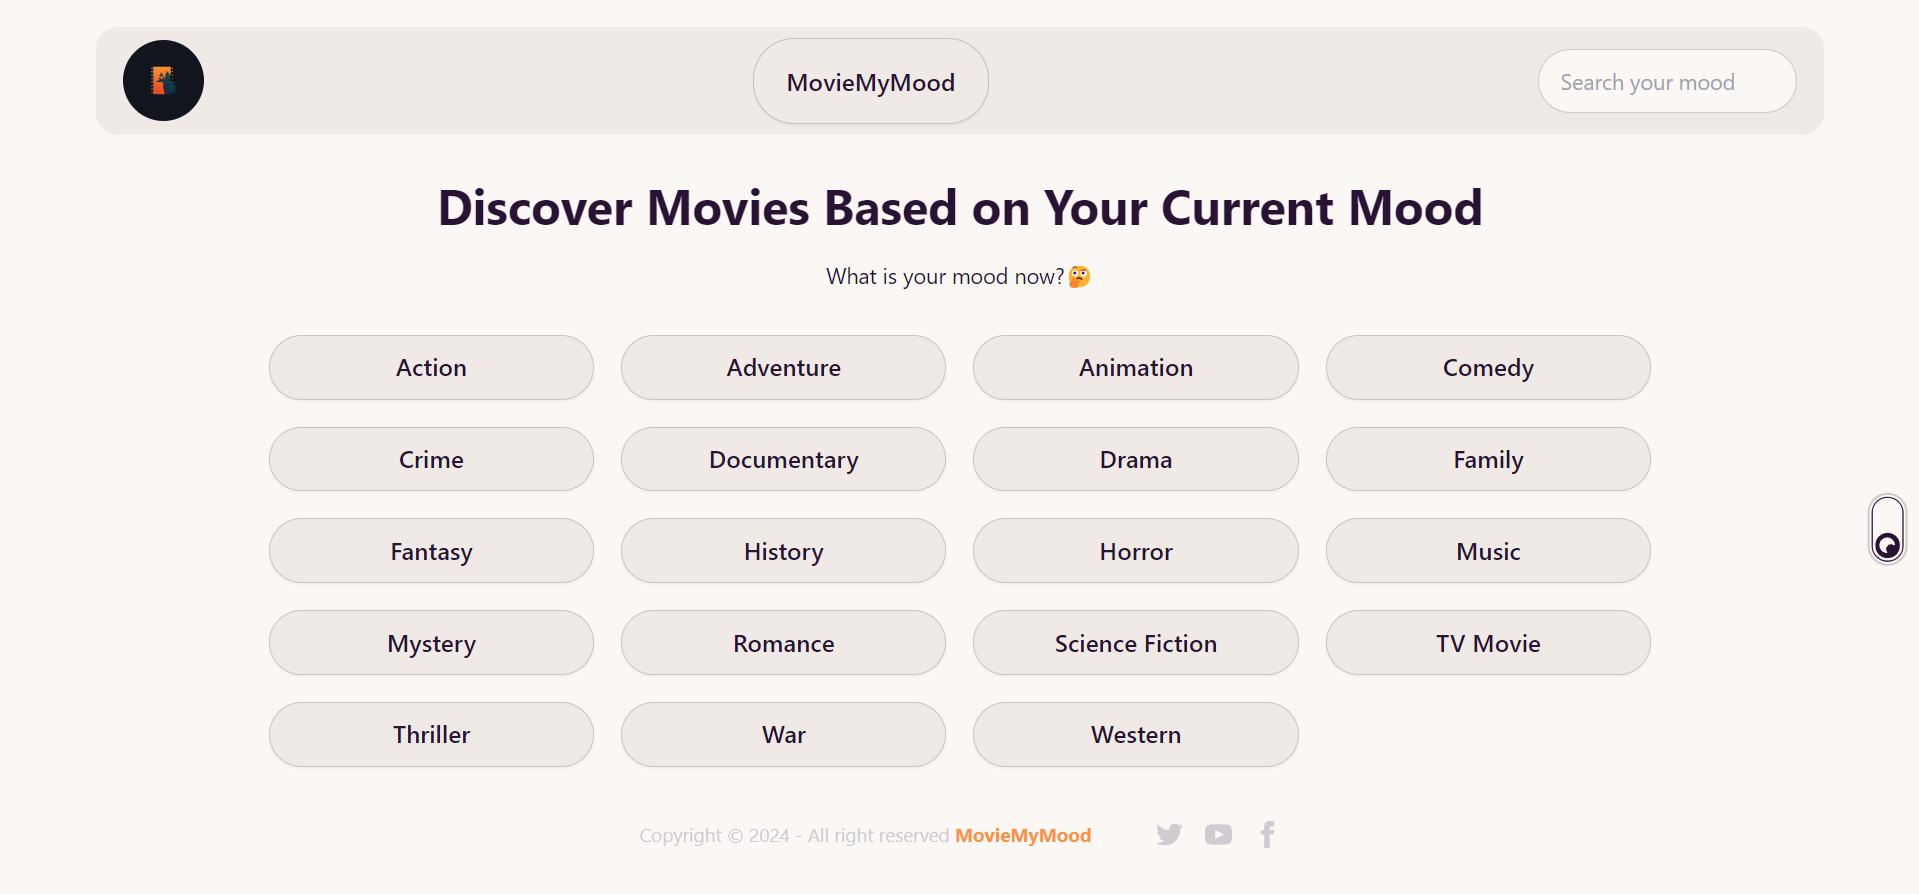 MovieMyMood
Search your mood
Discover Movies Based on Your Current Mood
What is your mood now?🤔
Action
Adventure
Animation
Comedy
Crime
Documentary
Drama
Family
Fantasy
History
Horror
Music
Mystery
Romance
Science Fiction
TV Movie
Thriller
War
Western
Copyright © 2024 - All right reserved MovieMyMood